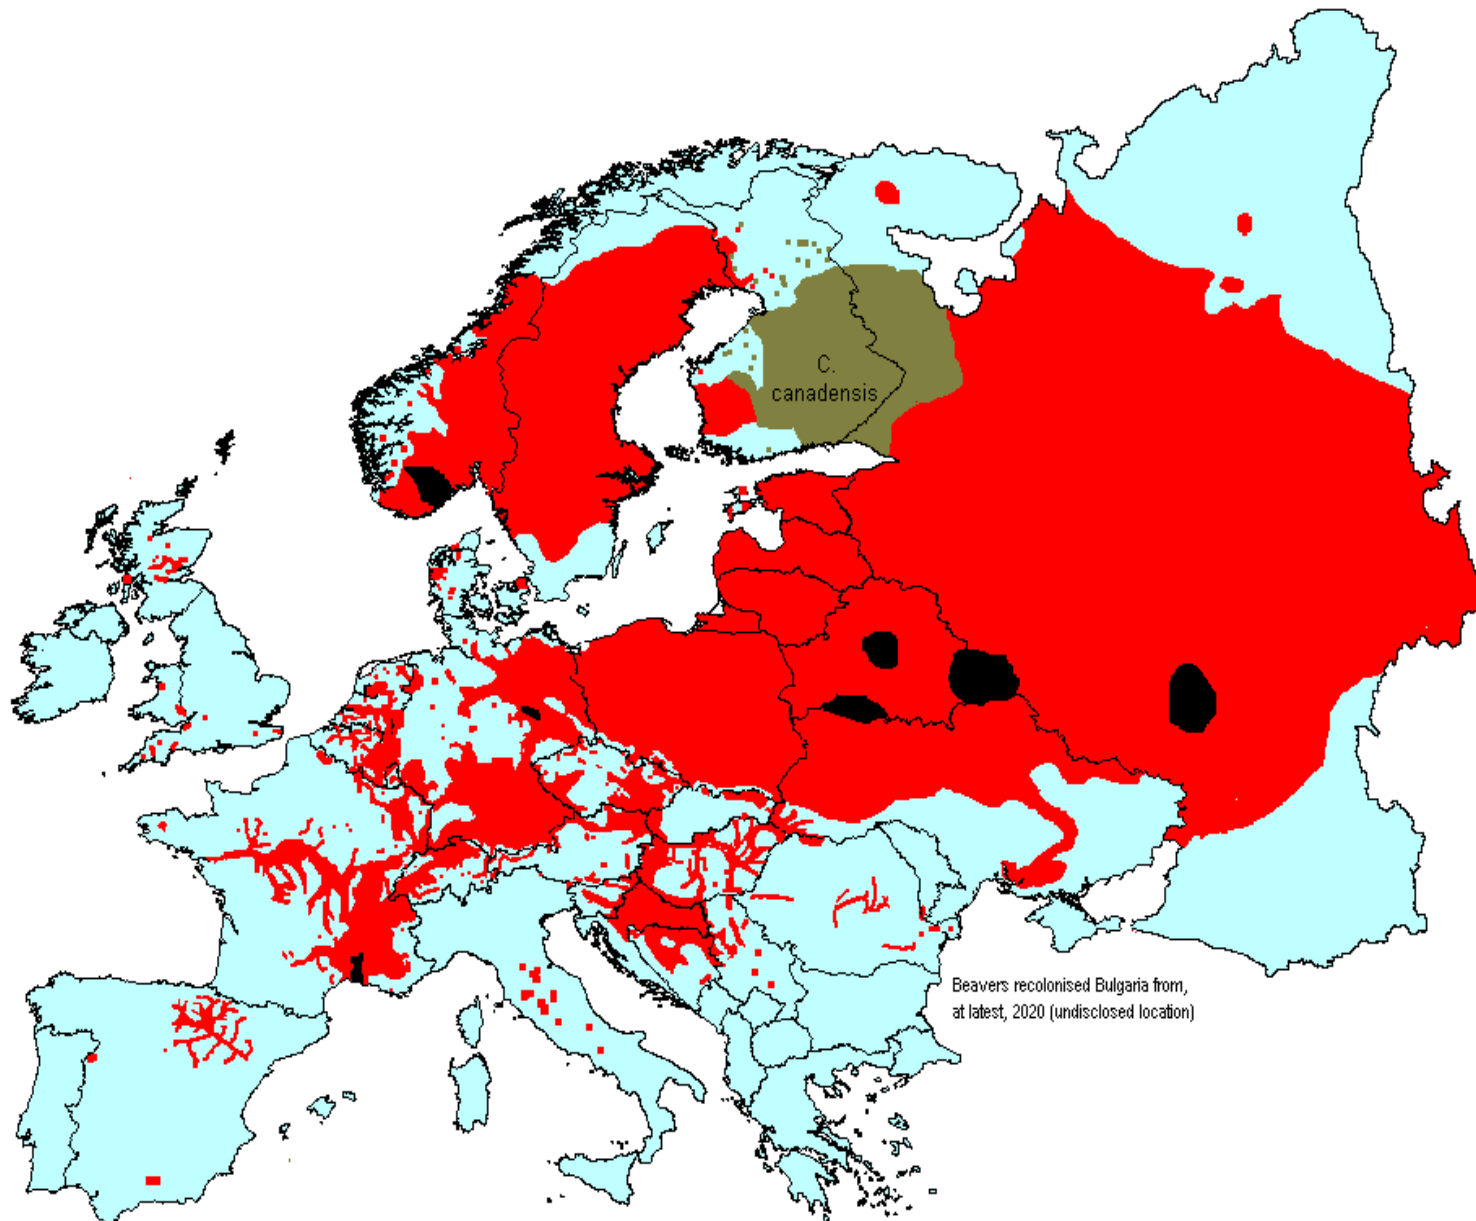 C.
canadensis
Beavers recolonised Bulgaria from,
at latest, 2020 (undisclosed location)